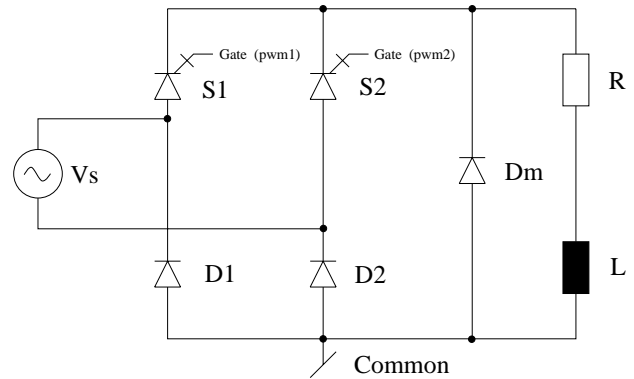 Gate (pwm1)
Gate (pwm2)
S1
S2
R
Vs
Dm
D1
D2
L
Common